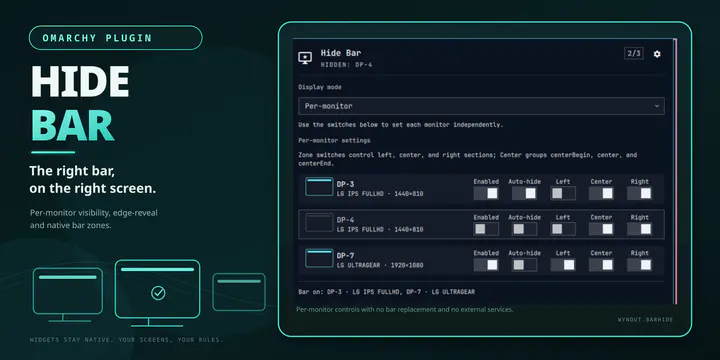 OMARCHY PLUGIN
HIDE
BAR
The right bar,
on the right screen.
Per-monitor visibility, edge-reveal
and native bar zones.
WIDGETS STAY NATIVE. YOUR SCREENS, YOUR RULES.
Hide Bar
HIDDEN: DP-4
2/3
Display mode
Per-monitor
Use the switches below to set each monitor independently.
Per-monitor settings
Zone switches control left, center, and right sections; Center groups centerBegin, center, and
centerEnd.
DP-3
LG IPS FULLHD · 1440×810
Enabled Auto-hide Left Center Right
DP-4
LG IPS FULLHD · 1440×810
Enabled Auto-hide Left Center Right
DP-7
LG ULTRAGEAR · 1920×1080
Enabled Auto-hide Left Center Right
Bar on: DP-3 · LG IPS FULLHD, DP-7 · LG ULTRAGEAR
Per-monitor controls with no bar replacement and no external services.
WYNOUT.BARHIDE